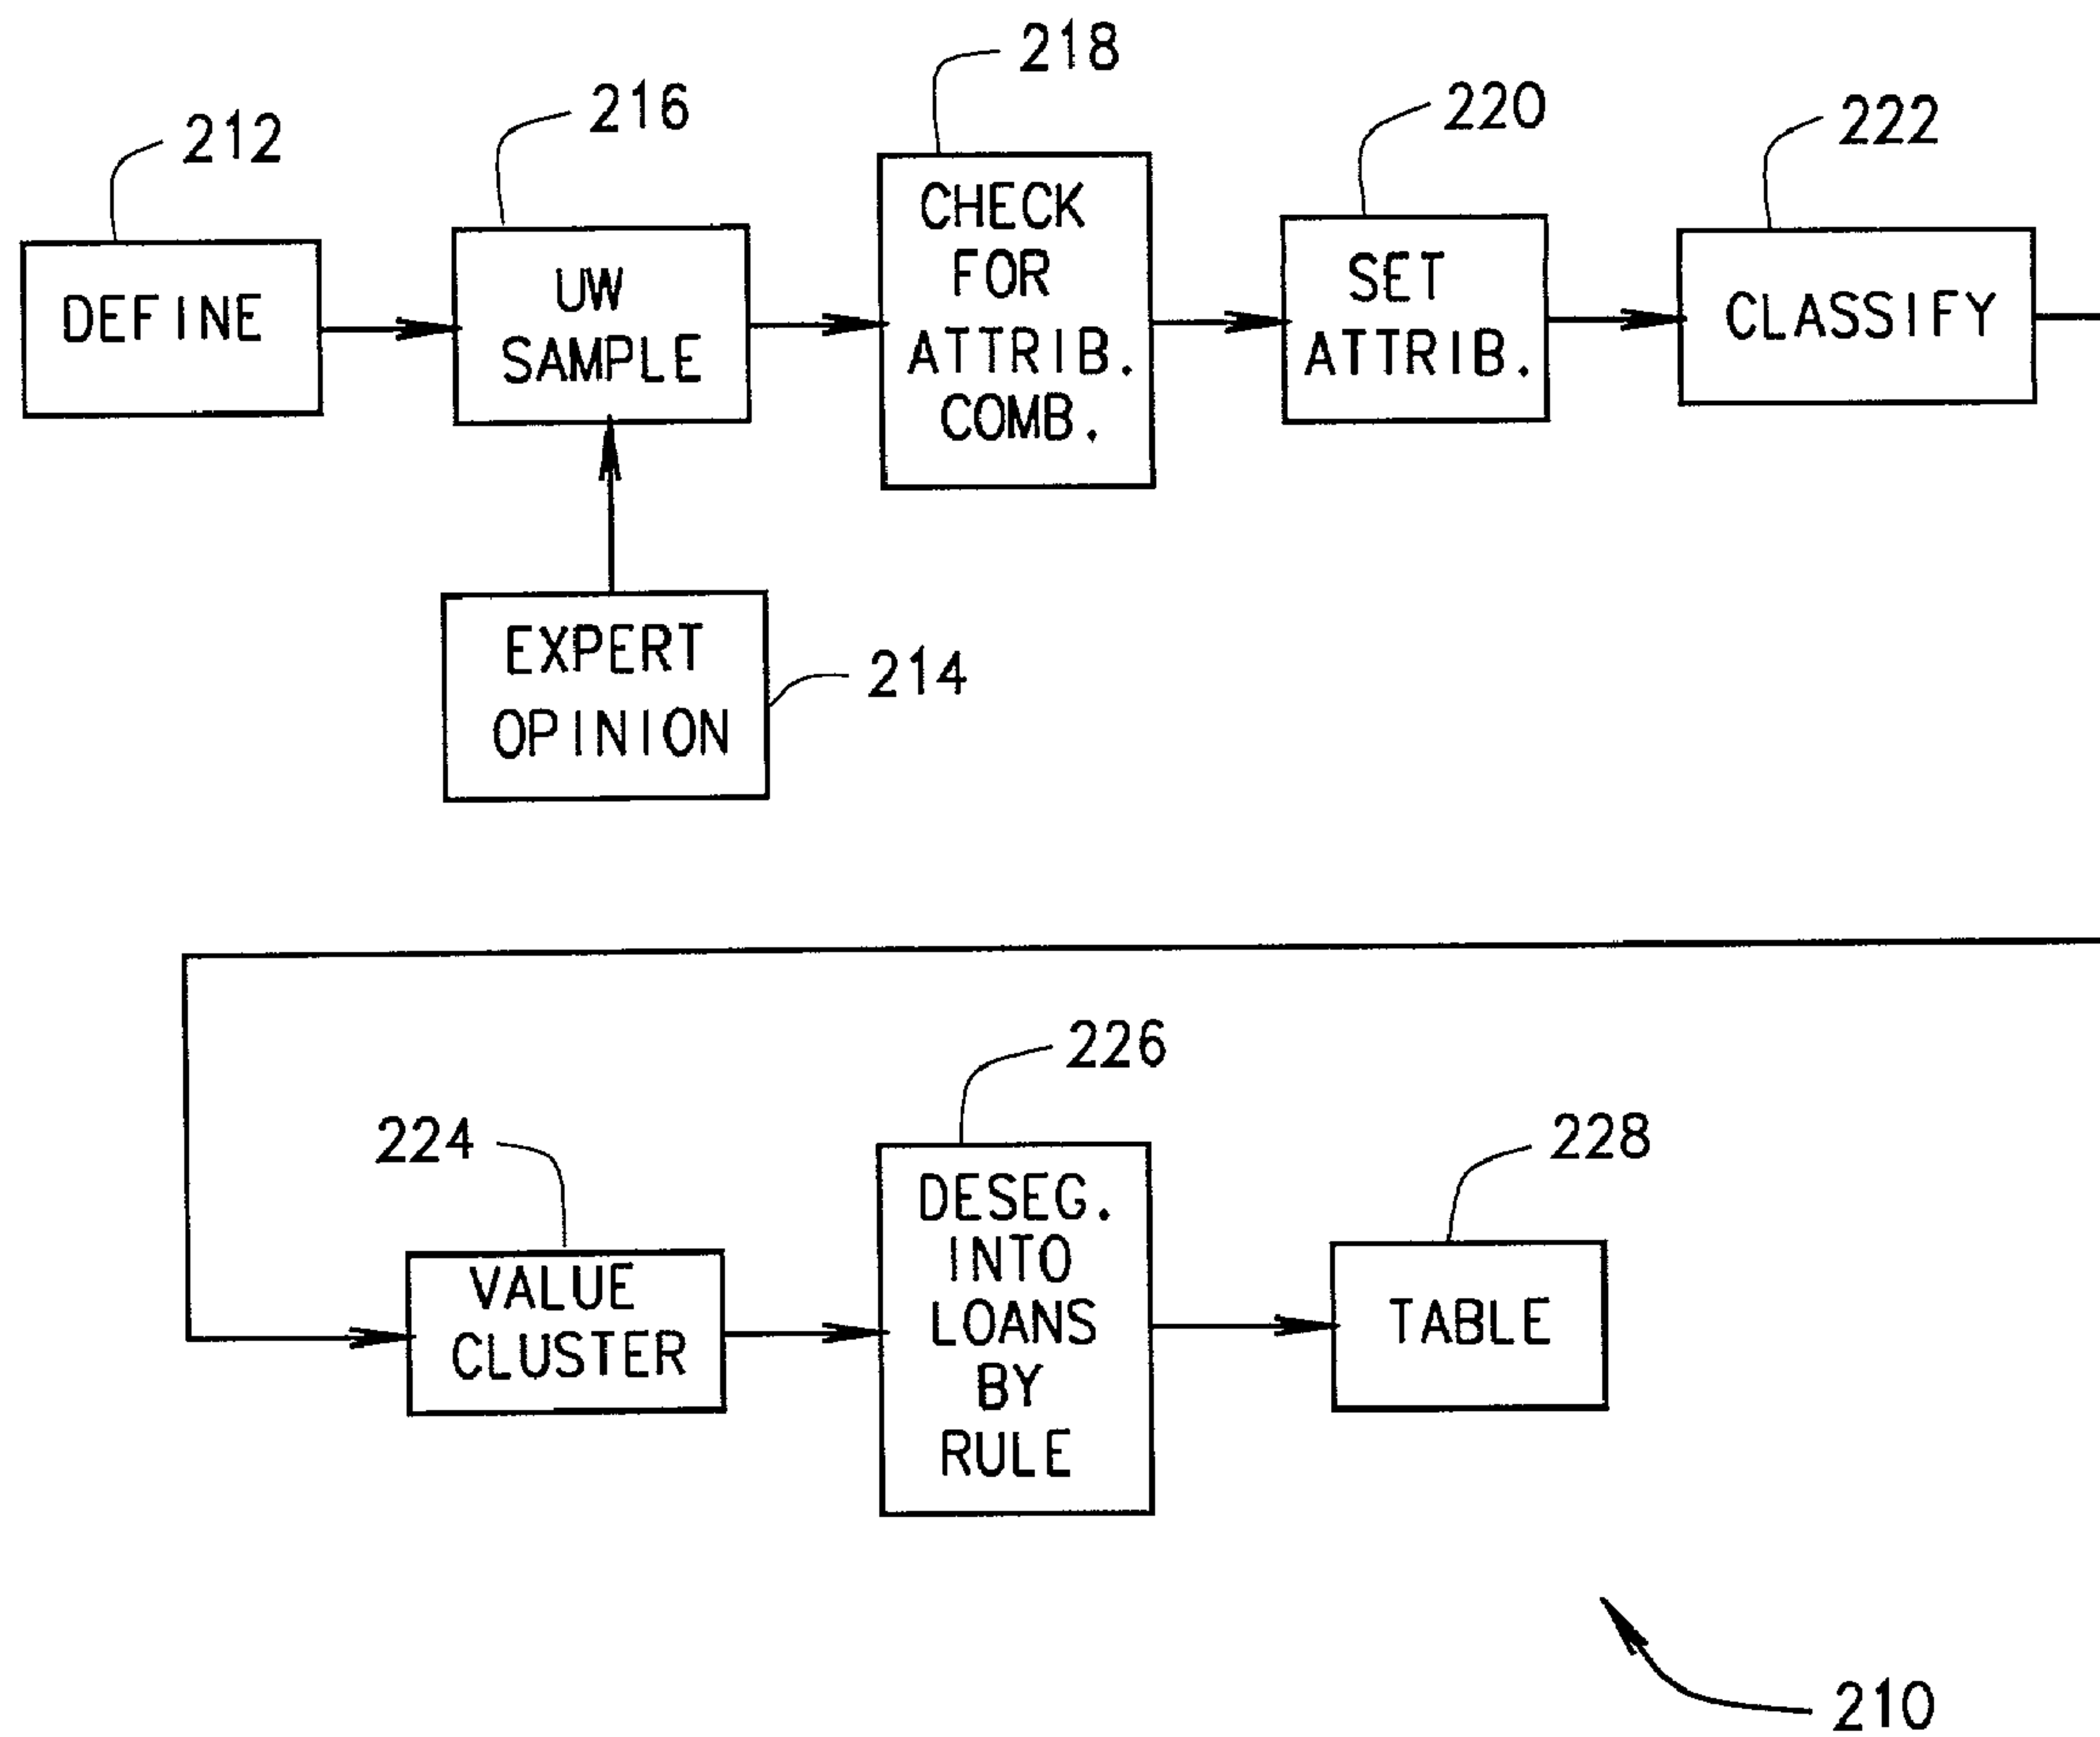 218
216
220
222
212
DEFINE
UW
SAMPLE
CHECK
FOR
ATTRIB.
COMB.
SET
ATTRIB.
CLASSIFY
EXPERT
OPINION
214
226
224
228
VALUE
CLUSTER
DESEG.
INTO
LOANS
BY
RULE
TABLE
210